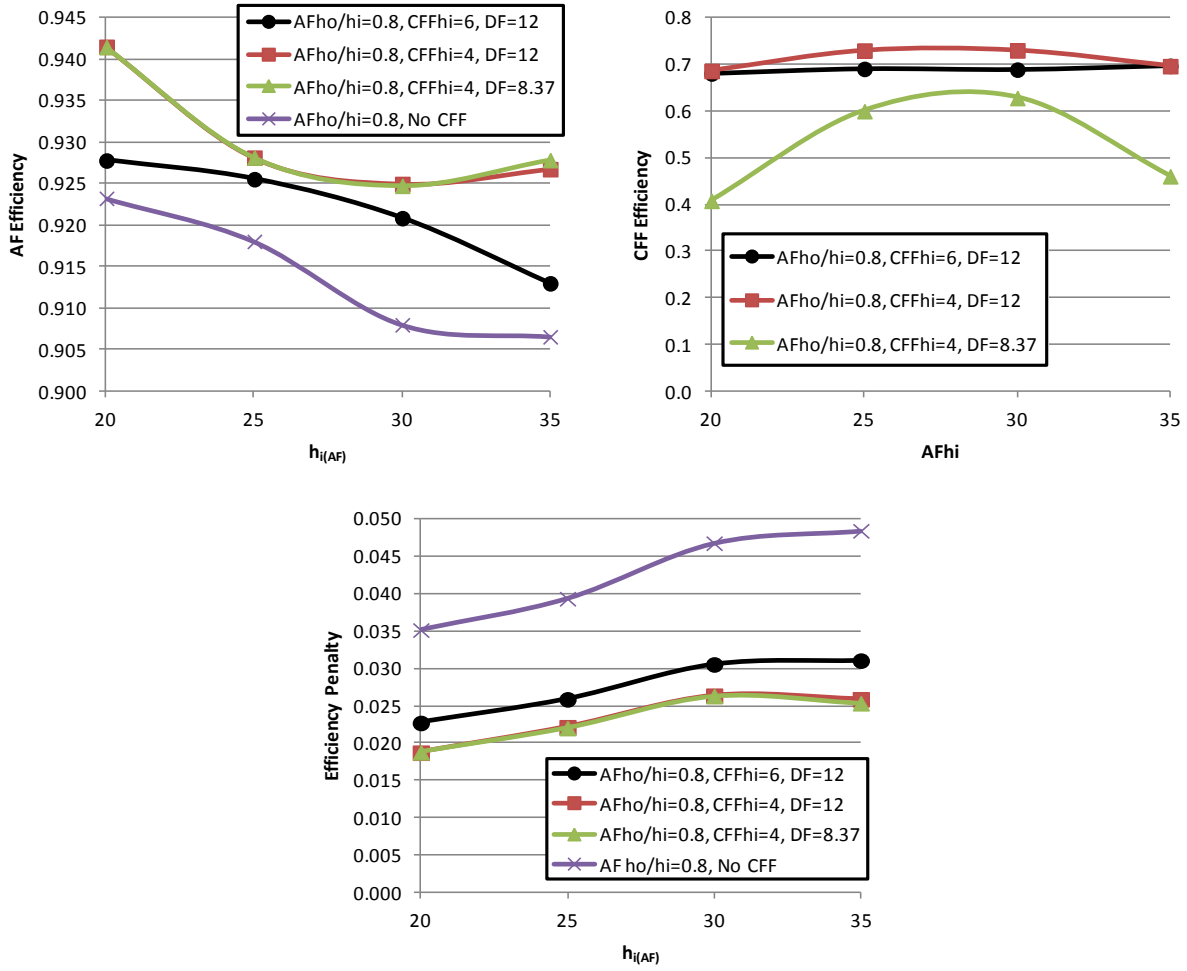 0.945
0.940
0.935
0.930
0.925
0.920
0.915
0.910
0.905
0.900
AF Efficiency
AFho/hi=0.8, CFFhi=6, DF=12
AFho/hi=0.8, CFFhi=4, DF=12
AFho/hi=0.8, CFFhi=4, DF=8.37
AFho/hi=0.8, No CFF
20 25 30 35
hi(AF)
0.8
0.7
0.6
0.5
0.4
0.3
0.2
0.1
0.0
CFF Efficiency
AFho/hi=0.8, CFFhi=6, DF=12
AFho/hi=0.8, CFFhi=4, DF=12
AFho/hi=0.8, CFFhi=4, DF=8.37
20 25 30 35
AFhi
0.050
0.045
0.040
0.035
0.030
0.025
0.020
0.015
0.010
0.005
0.000
Efficiency Penalty
AFho/hi=0.8, CFFhi=6, DF=12
AFho/hi=0.8, CFFhi=4, DF=12
AFho/hi=0.8, CFFhi=4, DF=8.37
AF ho/hi=0.8, No CFF
20 25 30 35
hi(AF)